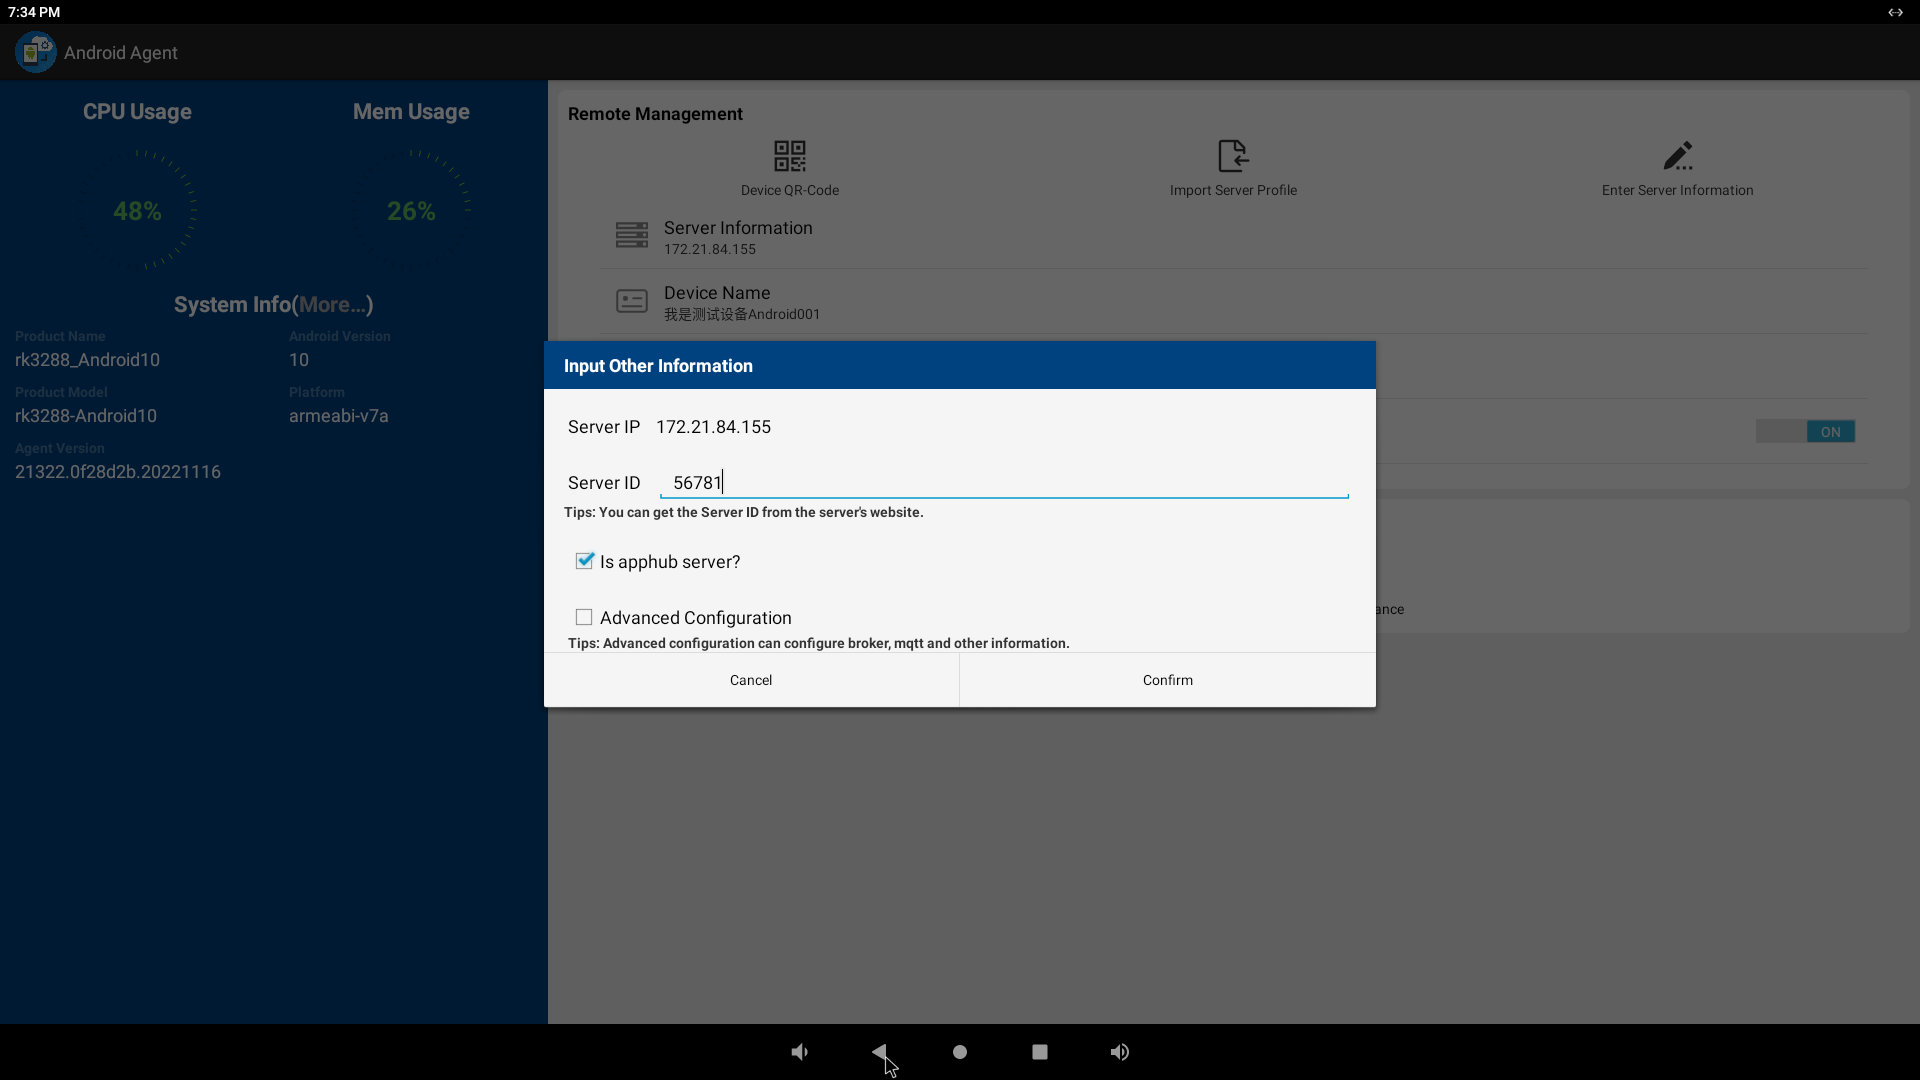 7:34 PM
Android Agent
CPU Usage
Mem Usage
48%
26%
System Info(More...)
Product Name
Android Version
rk3288_Android10
10
Product Model
Platform
rk3288-Android10
armeabi-v7a
Agent Version
21322.0f28d2b.20221116
Remote Management
Device QR-Code
Import Server Profile
Enter Server Information
Server Information
172.21.84.155
Device Name
我是测试设备Android001
ON
Input Other Information
Server IP 172.21.84.155
Server ID 56781
Tips: You can get the Server ID from the server's website.
Is apphub server?
Advanced Configuration
Tips: Advanced configuration can configure broker, mqtt and other information.
Cancel
Confirm